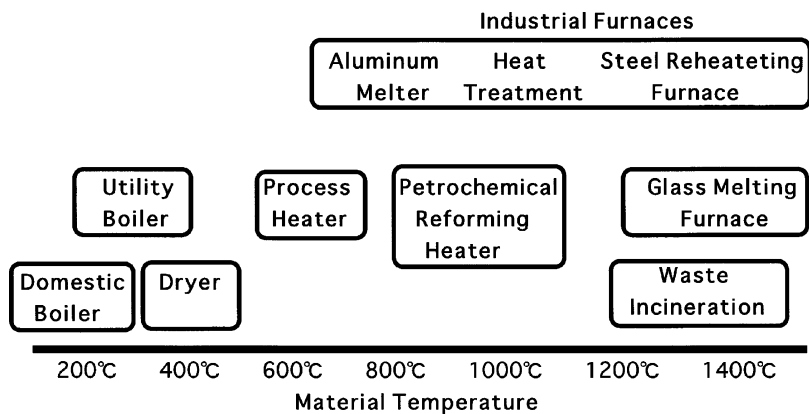 Industrial Furnaces
Aluminum Heat Steel Reheateting
Melter Treatment Furnace
Utility
Boiler
Process
Heater
Petrochemical
Reforming
Heater
Glass Melting
Furnace
Domestic
Boiler
Dryer
Waste
Incineration
200℃ 400℃ 600℃ 800℃ 1000℃ 1200℃ 1400℃
Material Temperature